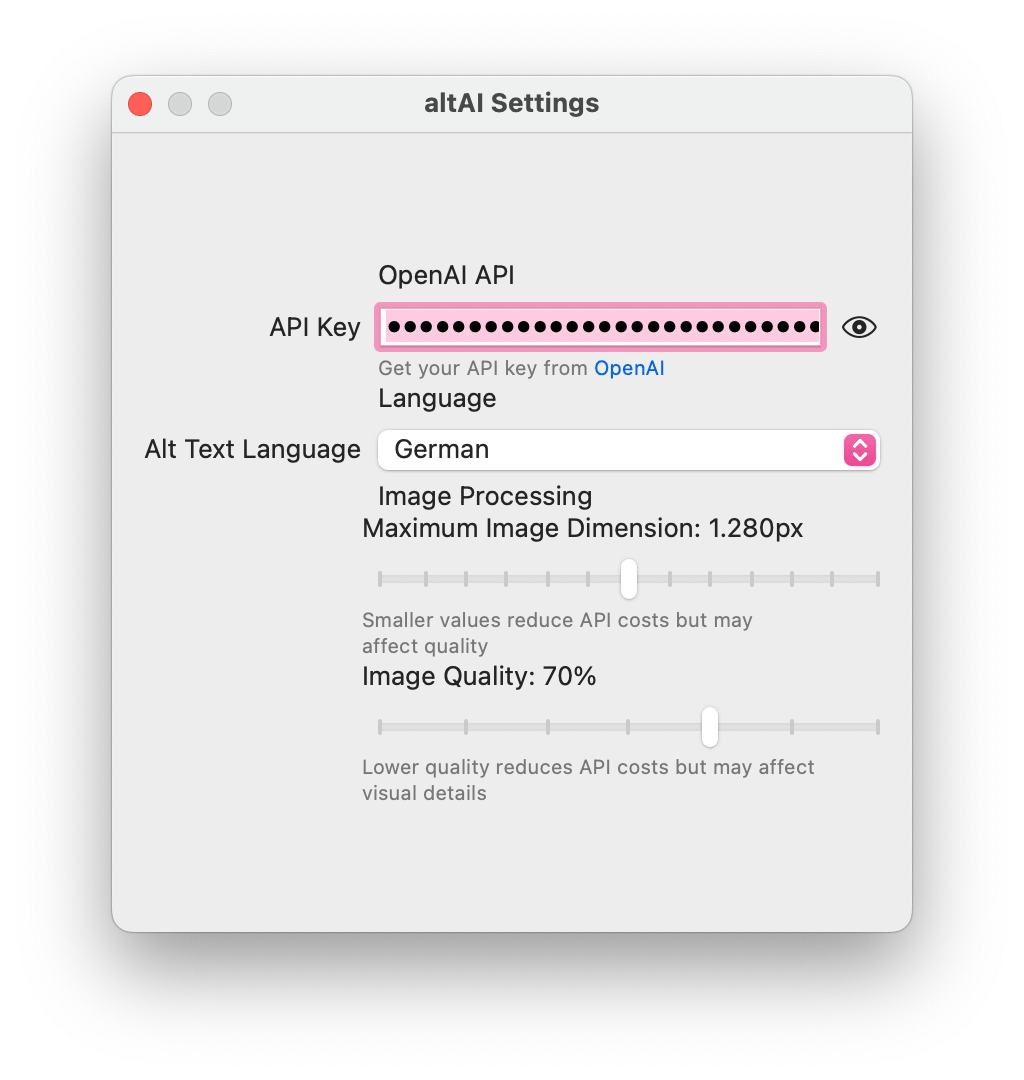 altAI Settings
OpenAI API
API Key
Get your API key from OpenAI
Language
Alt Text Language German
Image Processing
Maximum Image Dimension: 1.280px
Smaller values reduce API costs but may
affect quality
Image Quality: 70%
Lower quality reduces API costs but may affect
visual details